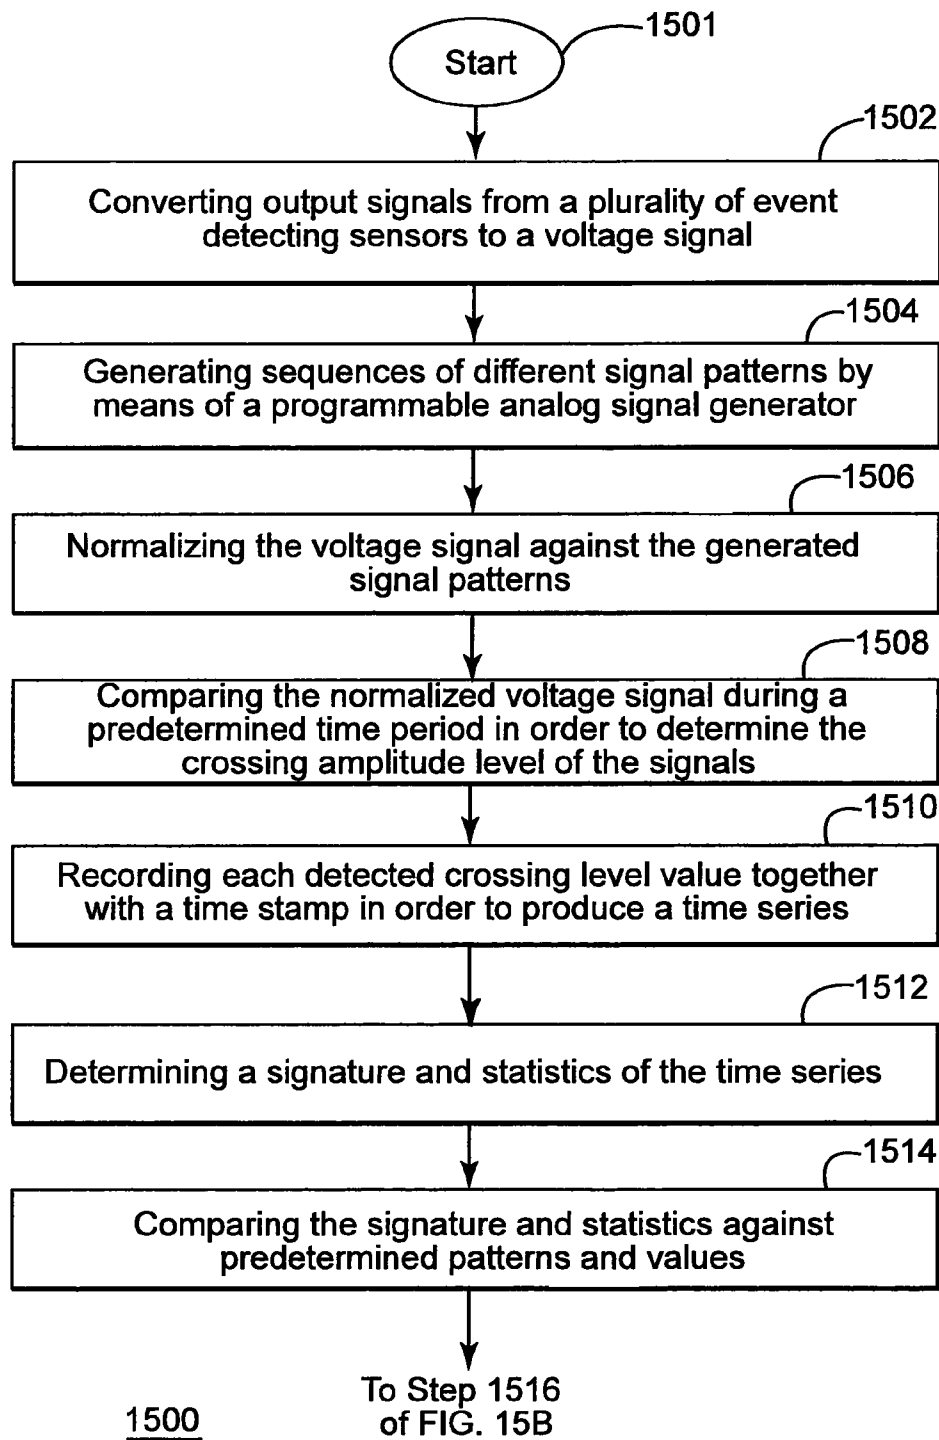 1501
Start
1502
Converting output signals from a plurality of event
detecting sensors to a voltage signal
1504
Generating sequences of different signal patterns by
means of a programmable analog signal generator
1506
Normalizing the voltage signal against the generated
signal patterns
1508
Comparing the normalized voltage signal during a
predetermined time period in order to determine the
crossing amplitude level of the signals
1510
Recording each detected crossing level value together
with a time stamp in order to produce a time series
1512
Determining a signature and statistics of the time series
1514
Comparing the signature and statistics against
predetermined patterns and values
To Step 1516
of FIG. 15B
1500